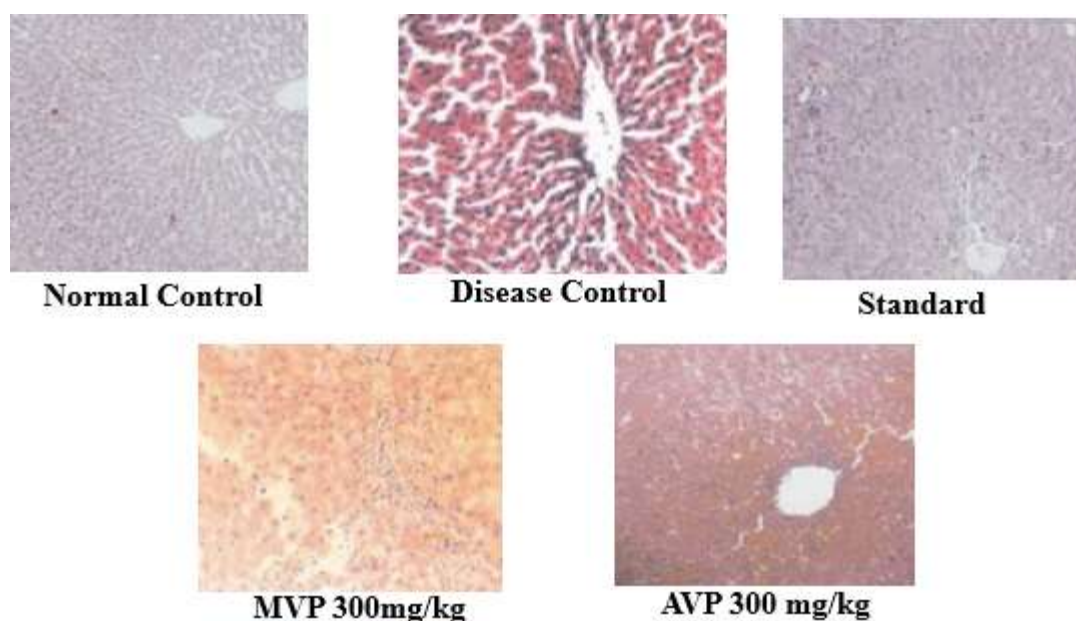 Normal Control
Disease Control
Standard
MVP 300mg/kg
AVP 300 mg/kg